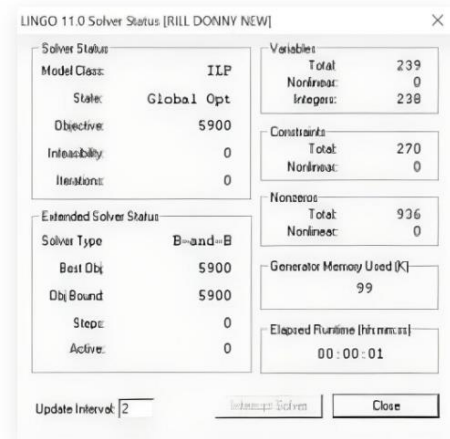 LINGO 11.0 Solver Status [RILL DONNY NEW]
Solver Status
Model Class: ILP
State: Global Opt
Objective: 5900
Infeasibility: 0
Iterations: 0
Extended Solver Status
Solver Type B-and-B
Best Obj: 5900
Obj Bound: 5900
Steps: 0
Active: 0
Update Interval: 2
Variables
Total: 239
Nonlinear: 0
Integers: 238
Constraints
Total: 270
Nonlinear: 0
Nonzeros
Total: 936
Nonlinear: 0
Generator Memory Used (K)
99
Elapsed Runtime (hh:mm:ss)
00:00:01
Interrupt Solver
Close